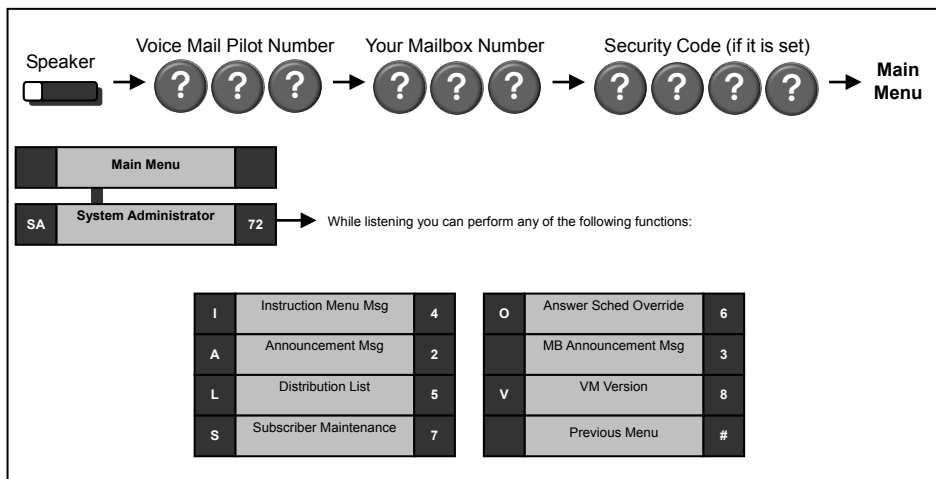 Speaker
Voice Mail Pilot Number
Your Mailbox Number
Security Code (if it is set)
? ? ?
? ? ?
? ? ? ?
Main
Menu
Main Menu
SA System Administrator 72
While listening you can perform any of the following functions:
I Instruction Menu Msg 4
A Announcement Msg 2
L Distribution List 5
S Subscriber Maintenance 7
O Answer Sched Override 6
MB Announcement Msg 3
V VM Version 8
Previous Menu #